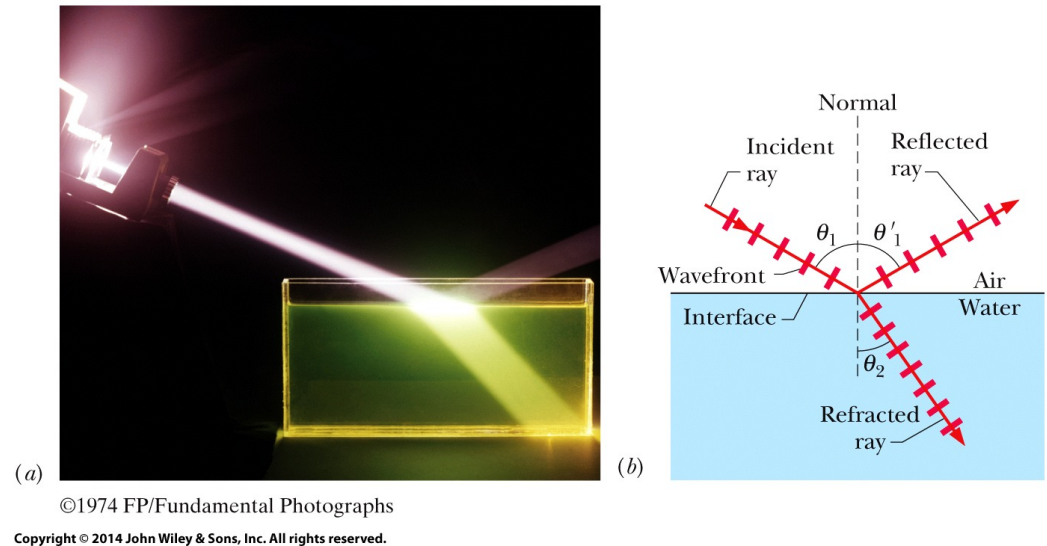 Normal
Incident
ray
Reflected
ray
θ1
θ′1
Wavefront
Air
Interface
Water
θ2
Refracted
ray
(a)
(b)
©1974 FP/Fundamental Photographs
Copyright © 2014 John Wiley & Sons, Inc. All rights reserved.